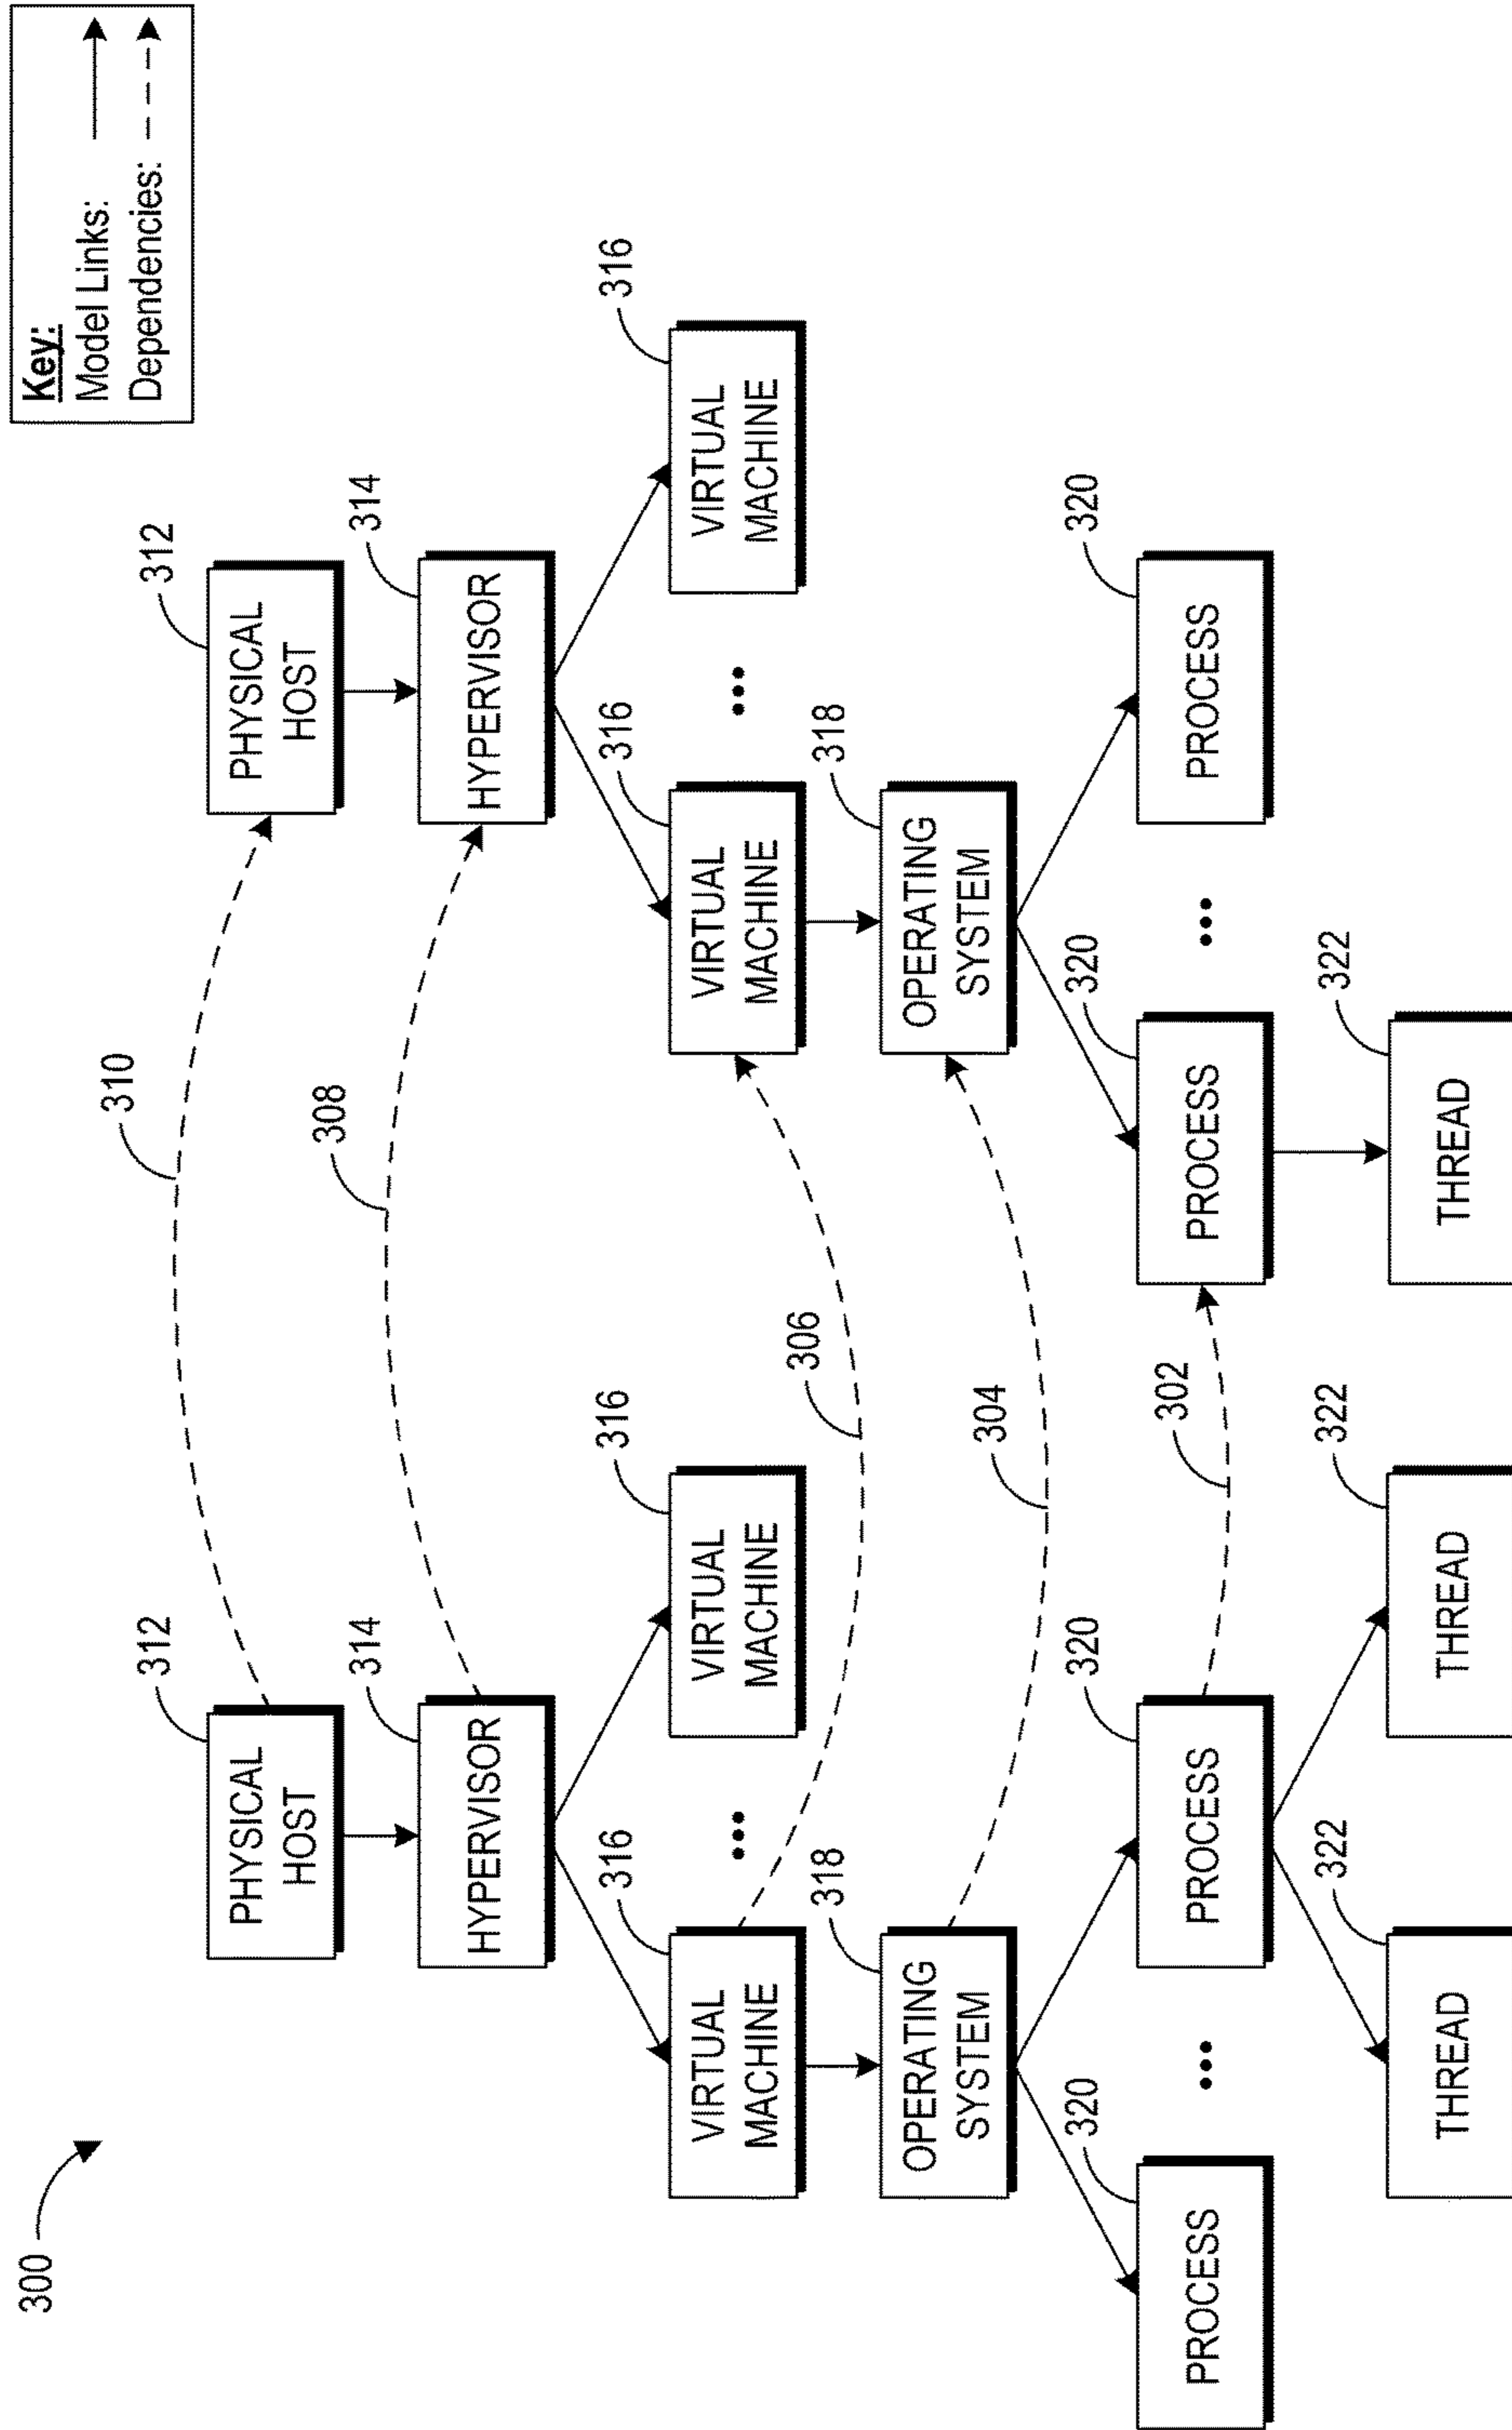 300
Key:
Model Links:
Dependencies:
310
312
PHYSICAL
HOST
312
PHYSICAL
HOST
308
314
HYPERVISOR
314
HYPERVISOR
316
VIRTUAL
MACHINE
...
316
VIRTUAL
MACHINE
316
VIRTUAL
MACHINE
...
316
VIRTUAL
MACHINE
306
318
OPERATING
SYSTEM
318
OPERATING
SYSTEM
304
320
PROCESS
...
320
PROCESS
302
320
PROCESS
...
320
PROCESS
322
THREAD
322
THREAD
322
THREAD